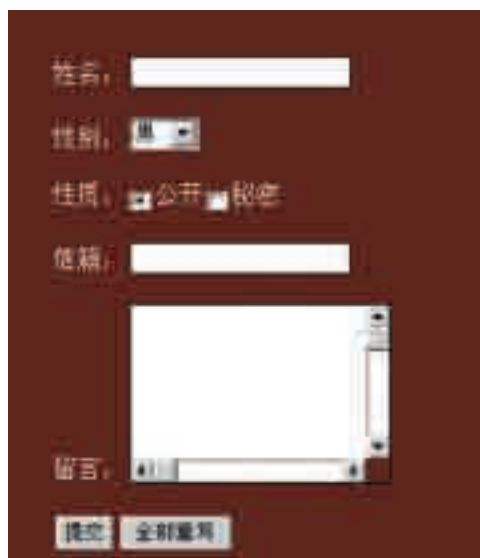 姓名：
性别：男
性质：公开 秘密
信箱：
留言：
提交 全部重写